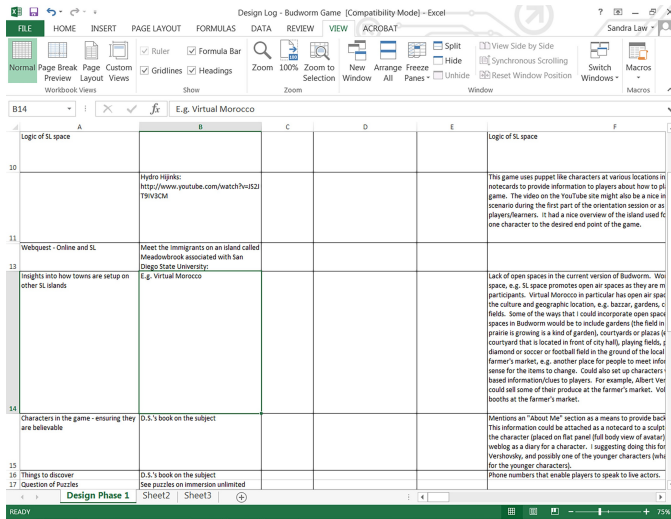 Design Log - Budworm Game [Compatibility Mode] - Excel
FILE HOME INSERT PAGE LAYOUT FORMULAS DATA REVIEW VIEW ACROBAT Sandra Law
Normal Page Break Preview Page Layout Custom Views
Workbook Views
Ruler Formula Bar
Gridlines Headings
Show
Zoom 100% Zoom to Selection
Zoom
New Window Arrange All Freeze Panes
Split
Hide
Unhide
View Side by Side
Synchronous Scrolling
Reset Window Position
Switch Windows
Window
Macros
Macros
B14 fx E.g. Virtual Morocco
A B C D E F
10 Logic of SL space
Logic of SL space
11
Hydro Hijinks:
http://www.youtube.com/watch?v=JS2J
T9IV3CM
This game uses puppet like characters at various locations in
notecards to provide information to players about how to pl
game. The video on the YouTube site might also be a nice in
scenario during the first part of the orientation session or as
players/learners. It had a nice overview of the island used fo
one character to the desired end point of the game.
13 Webquest - Online and SL
Meet the Immigrants on an island called
Meadowbrook associated with San
Diego State University:
14 Insights into how towns are setup on
other SL islands
E.g. Virtual Morocco
Lack of open spaces in the current version of Budworm. Wo
space, e.g. SL space promotes open air spaces as they are m
participants. Virtual Morocco in particular has open air spac
the culture and geographic location, e.g. bazzar, gardens, c
fields. Some of the ways that I could incorporate open space
spaces in Budworm would be to include gardens (the field in
prairie is growing is a kind of garden), courtyards or plazas (e
courtyard that is located in front of city hall), playing fields, p
diamond or soccer or football field in the ground of the local
farmer's market, e.g. another place for people to meet infor
sense for the items to change. Could also set up characters
based information/clues to players. For example, Albert Ver
could sell some of their produce at the farmer's market. Vol
booths at the farmer's market.
15 Characters in the game - ensuring they
are believable
D.S.'s book on the subject
Mentions an "About Me" section as a means to provide back
This information could be attached as a notecard to a sculpt
the character (placed on flat panel (full body view of avatar)
weblog as a diary for a character. I suggesting doing this for
Vershovsky, and possibly one of the younger characters (wha
for the younger characters).
16 Things to discover D.S.'s book on the subject Phone numbers that enable players to speak to live actors.
17 Question of Puzzles See puzzles on immersion unlimited
Design Phase 1 Sheet2 Sheet3
READY 75%